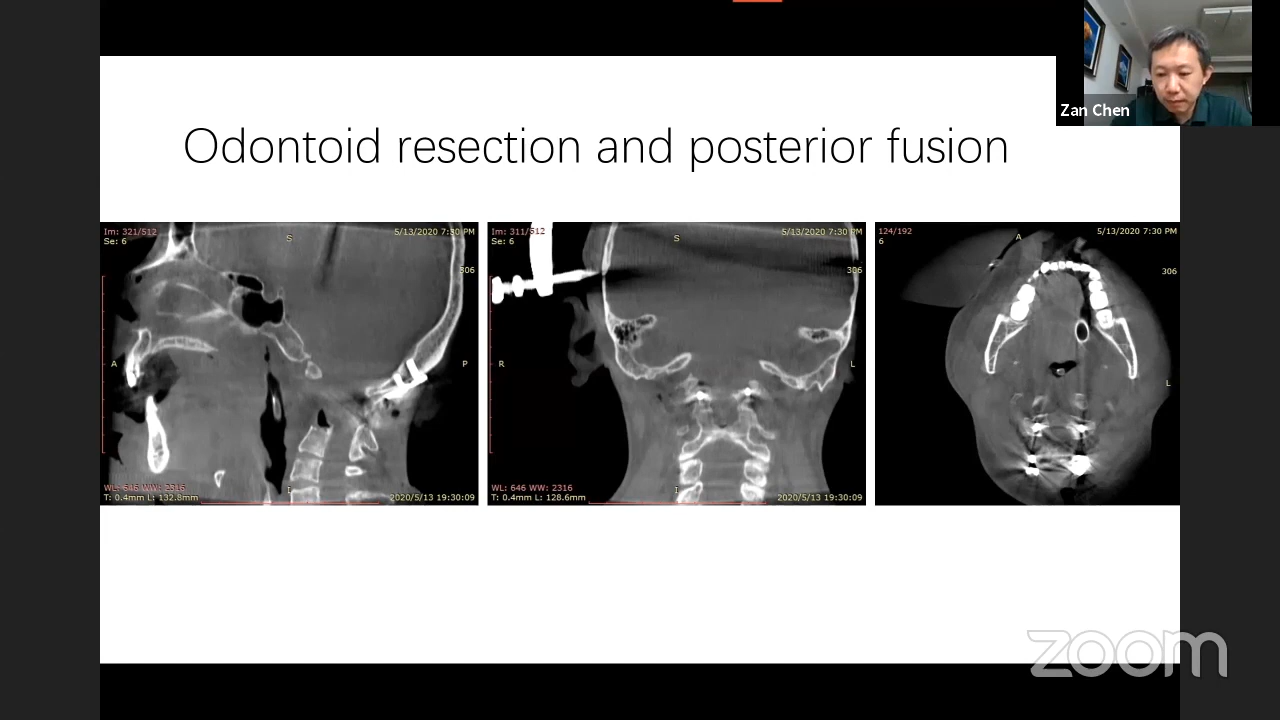 Zan Chen
Odontoid resection and posterior fusion
Im: 321/512
Se: 6
S
5/13/2020 7:30 PM
306
A
P
WL: 646 WW: 2316
T: 0.4mm L: 132.8mm
I
2020/5/13 19:30:09
Im: 311/512
Se: 6
S
5/13/2020 7:30 PM
306
R
L
WL: 646 WW: 2316
T: 0.4mm L: 128.6mm
I
2020/5/13 19:30:09
124/192
6
A
5/13/2020 7:30 PM
306
L
zoom